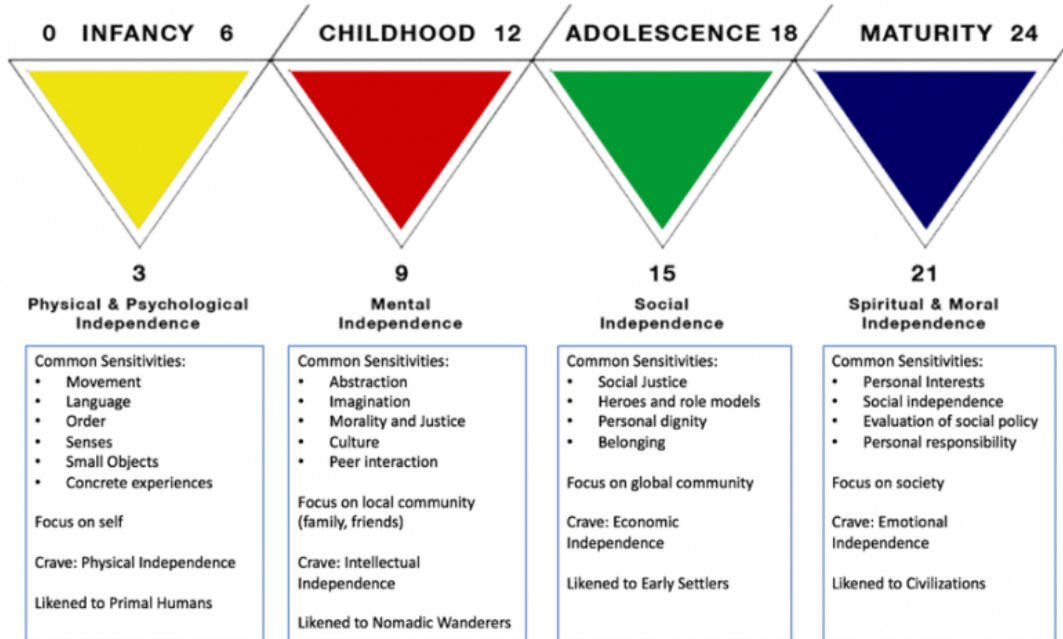 0 INFANCY 6
CHILDHOOD 12
ADOLESCENCE 18
MATURITY 24
3
Physical & Psychological
Independence
Common Sensitivities:
• Movement
• Language
• Order
• Senses
• Small Objects
• Concrete experiences
Focus on self
Crave: Physical Independence
Likened to Primal Humans
9
Mental
Independence
Common Sensitivities:
• Abstraction
• Imagination
• Morality and Justice
• Culture
• Peer interaction
Focus on local community
(family, friends)
Crave: Intellectual
Independence
Likened to Nomadic Wanderers
15
Social
Independence
Common Sensitivities:
• Social Justice
• Heroes and role models
• Personal dignity
• Belonging
Focus on global community
Crave: Economic
Independence
Likened to Early Settlers
21
Spiritual & Moral
Independence
Common Sensitivities:
• Personal Interests
• Social independence
• Evaluation of social policy
• Personal responsibility
Focus on society
Crave: Emotional
Independence
Likened to Civilizations